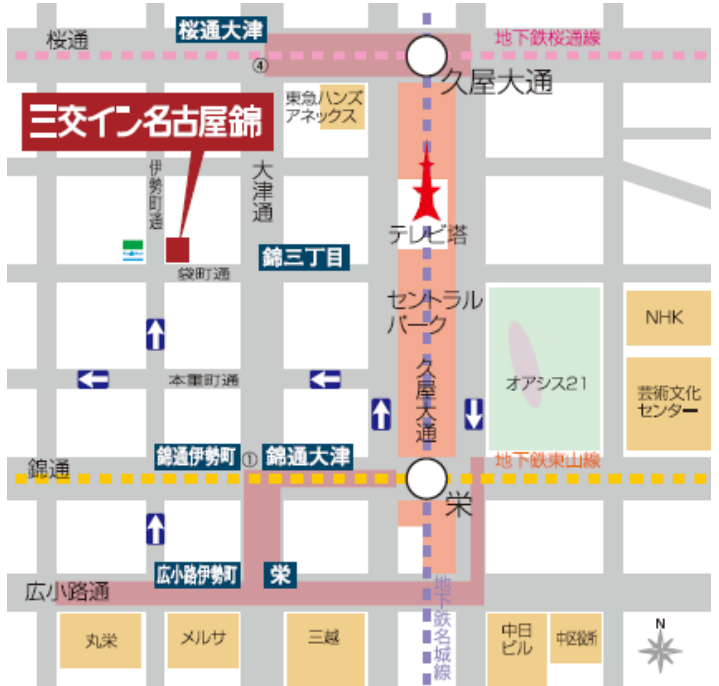 桜通大津
桜通
地下鉄桜通線
④
久屋大通
東急ハンズ
アネックス
三交イン名古屋錦
伊勢町通
大津通
テレビ塔
錦三丁目
袋町通
セントラル
パーク
NHK
本重町通
久屋大通
オアシス21
芸術文化
センター
錦通伊勢町
①
錦通大津
地下鉄東山線
錦通
栄
広小路伊勢町
栄
広小路通
地下鉄名城線
丸栄
メルサ
三越
中日
ビル
中区役所
N